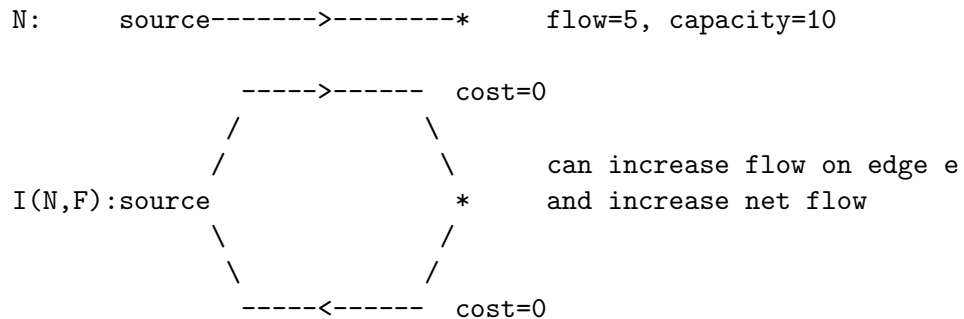 N: source------->--------* flow=5, capacity=10
----->------ cost=0
/ \
/ \ can increase flow on edge e
I(N,F):source * and increase net flow
\ /
\ /
-----<------ cost=0